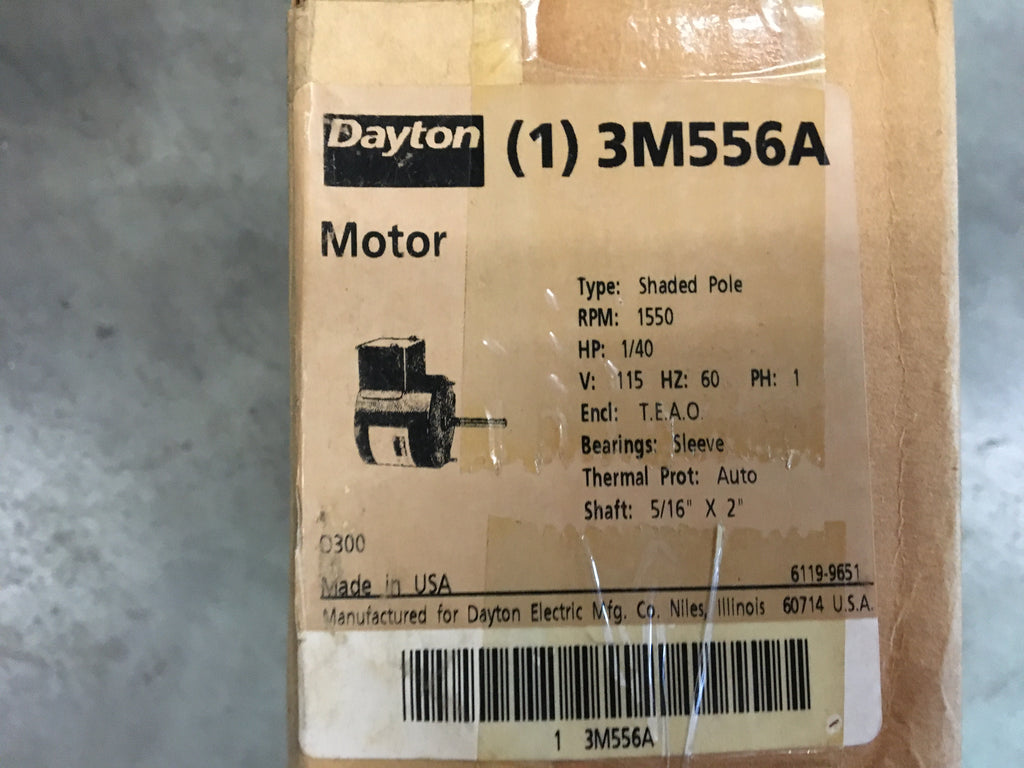 Dayton (1) 3M556A
Motor
Type: Shaded Pole
RPM: 1550
HP: 1/40
V: 115 HZ: 60 PH: 1
Encl: T.E.A.O.
Bearings: Sleeve
Thermal Prot: Auto
Shaft: 5/16" X 2"
0300
6119-9651
Made in USA
Manufactured for Dayton Electric Mfg. Co. Niles, Illinois 60714 U.S.A.
1 3M556A